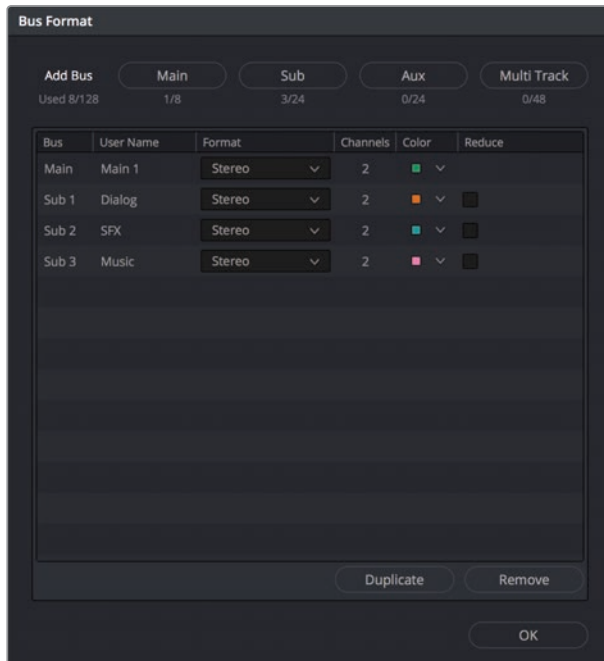 Bus Format
Add Bus Main Sub Aux Multi Track
Used 8/128 1/8 3/24 0/24 0/48
Bus User Name Format Channels Color Reduce
Main Main 1 Stereo 2
Sub 1 Dialog Stereo 2
Sub 2 SFX Stereo 2
Sub 3 Music Stereo 2
Duplicate Remove
OK